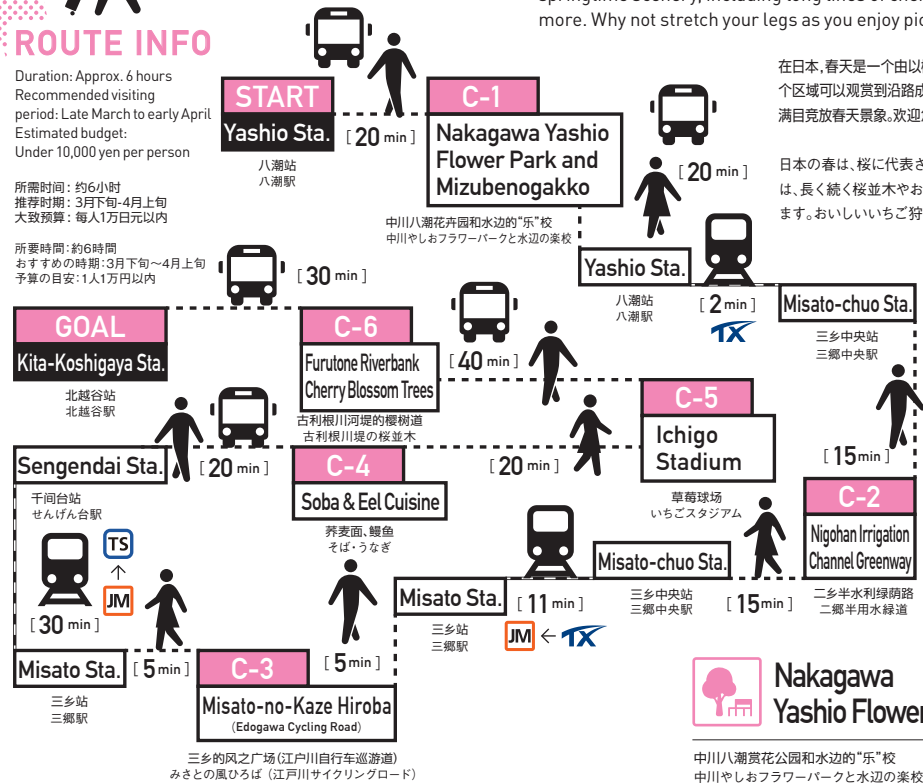 springtime scenery, including long lines of
more. Why not stretch your legs as you enjoy
ROUTE INFO
Duration: Approx. 6 hours
Recommended visiting
period: Late March to early April
Estimated budget:
Under 10,000 yen per person
所需时间：约6小时
推荐时期：3月下旬-4月上旬
大致预算：每人1万日元以内
所要時間：約6時間
おすすめの時期：3月下旬〜4月上旬
予算の目安：1人1万円以内
在日本，春天是一个由以
个区域可以观赏到沿路成
满目竞放春天景象。欢迎
日本の春は、桜に代表さ
は、長く続く桜並木やお
ます。おいしいいちご狩
START
Yashio Sta.
八潮站
八潮駅
[ 20 min ]
C-1
Nakagawa Yashio
Flower Park and
Mizubenogakko
中川八潮花卉园和水边的“乐”校
中川やしおフラワーパークと水辺の楽校
[ 20 min ]
Yashio Sta.
八潮站
八潮駅
[ 2 min ]
TX
Misato-chuo Sta.
三乡中央站
三郷中央駅
[ 15 min ]
C-2
Nigohan Irrigation
Channel Greenway
二乡半水利绿荫路
二郷半用水緑道
[ 15 min ]
Misato-chuo Sta.
三乡中央站
三郷中央駅
[ 11 min ]
JM ← TX
Misato Sta.
三乡站
三郷駅
[ 5 min ]
C-3
Misato-no-Kaze Hiroba
(Edogawa Cycling Road)
三乡的风之广场(江户川自行车巡游道)
みさとの風ひろば（江戸川サイクリングロード）
[ 5 min ]
Misato Sta.
三乡站
三郷駅
[ 30 min ]
TS
↑
JM
Sengendai Sta.
千间台站
せんげん台駅
[ 20 min ]
C-4
Soba & Eel Cuisine
荞麦面、鳗鱼
そば・うなぎ
[ 20 min ]
C-5
Ichigo
Stadium
草莓球场
いちごスタジアム
[ 40 min ]
C-6
Furutone Riverbank
Cherry Blossom Trees
古利根川河堤的樱树道
古利根川堤の桜並木
[ 30 min ]
GOAL
Kita-Koshigaya Sta.
北越谷站
北越谷駅
Nakagawa
Yashio Flower
中川八潮赏花公园和水边的“乐”校
中川やしおフラワーパークと水辺の楽校